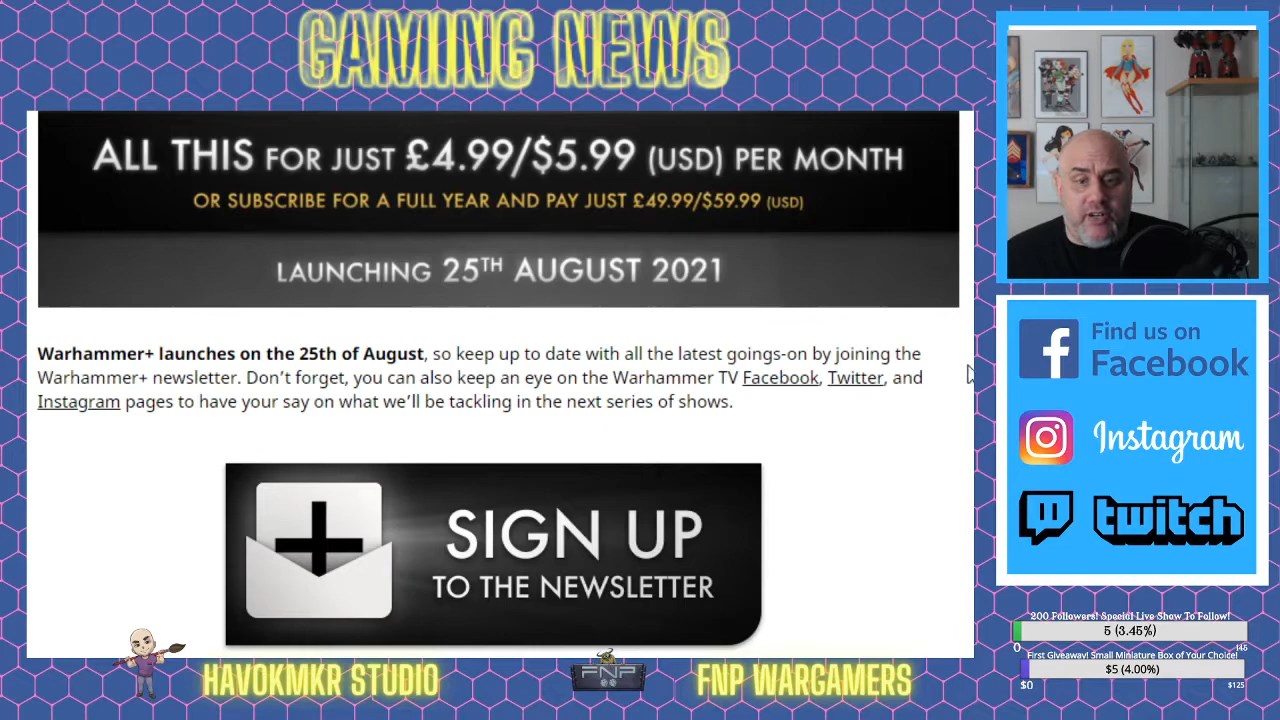 GAMING NEWS
ALL THIS FOR JUST £4.99/$5.99 (USD) PER MONTH
OR SUBSCRIBE FOR A FULL YEAR AND PAY JUST £49.99/$59.99 (USD)
LAUNCHING 25TH AUGUST 2021
Warhammer+ launches on the 25th of August, so keep up to date with all the latest goings-on by joining the
Warhammer+ newsletter. Don’t forget, you can also keep an eye on the Warhammer TV Facebook, Twitter, and
Instagram pages to have your say on what we’ll be tackling in the next series of shows.
SIGN UP
TO THE NEWSLETTER
Find us on
Facebook
Instagram
twitch
200 Followers! Special Live Show To Follow!
5 (3.45%)
0 145
First Giveaway! Small Miniature Box of Your Choice!
$5 (4.00%)
$0 $125
HAVOKMKR STUDIO
FNP
FNP WARGAMERS